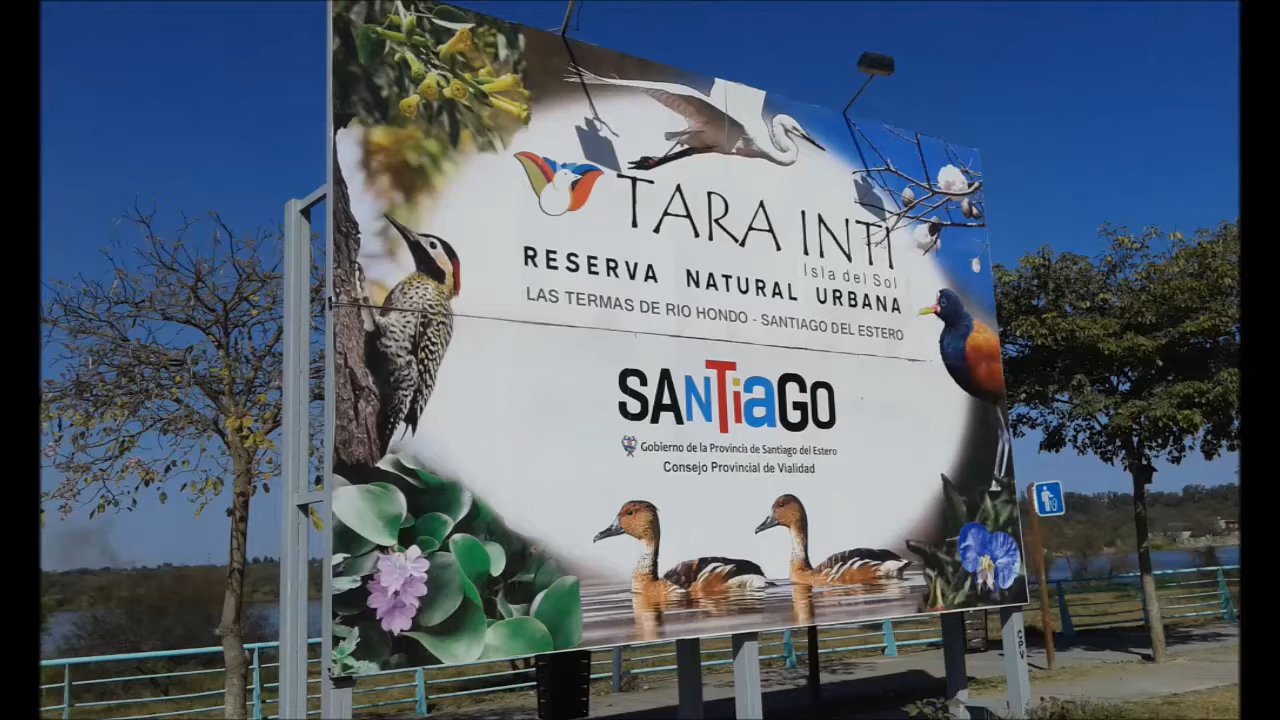 TARA INTI
Isla del Sol
RESERVA NATURAL URBANA
LAS TERMAS DE RIO HONDO - SANTIAGO DEL ESTERO
SANTiaGO
Gobierno de la Provincia de Santiago del Estero
Consejo Provincial de Vialidad